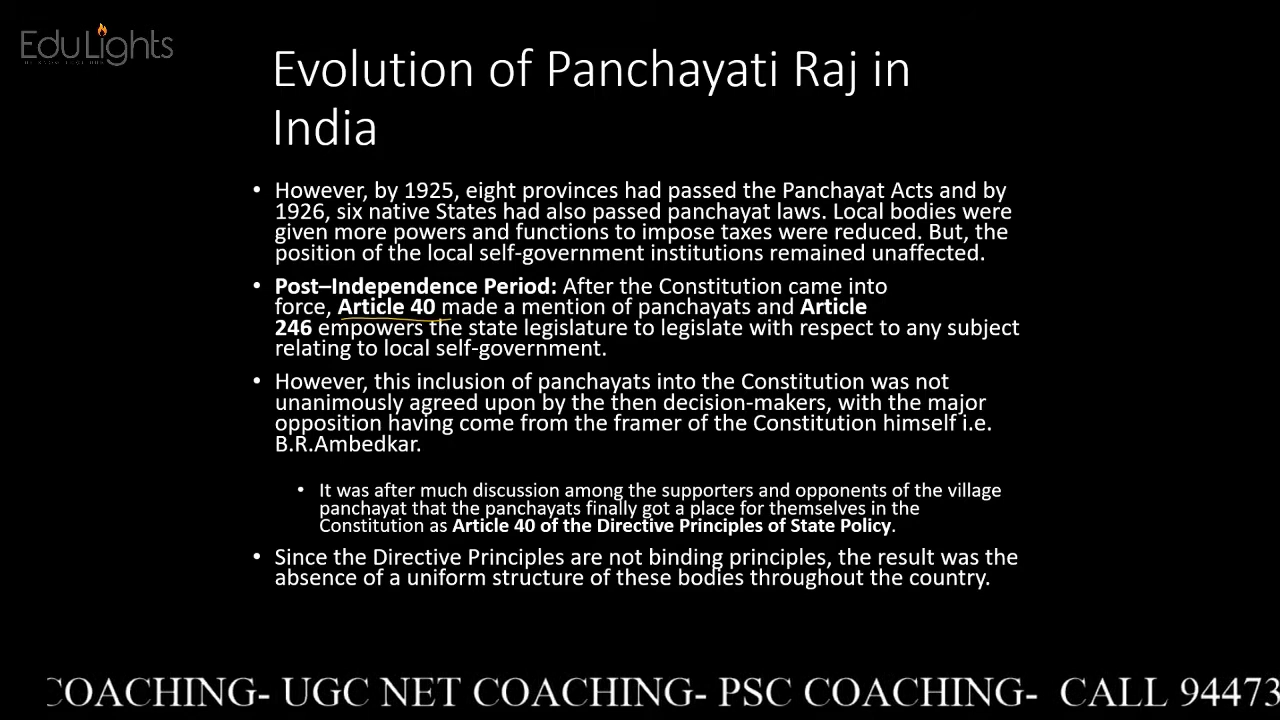 EduLights
Evolution of Panchayati Raj in
India
• However, by 1925, eight provinces had passed the Panchayat Acts and by
1926, six native States had also passed panchayat laws. Local bodies were
given more powers and functions to impose taxes were reduced. But, the
position of the local self-government institutions remained unaffected.
• Post–Independence Period: After the Constitution came into
force, Article 40 made a mention of panchayats and Article
246 empowers the state legislature to legislate with respect to any subject
relating to local self-government.
• However, this inclusion of panchayats into the Constitution was not
unanimously agreed upon by the then decision-makers, with the major
opposition having come from the framer of the Constitution himself i.e.
B.R.Ambedkar.
• It was after much discussion among the supporters and opponents of the village
panchayat that the panchayats finally got a place for themselves in the
Constitution as Article 40 of the Directive Principles of State Policy.
• Since the Directive Principles are not binding principles, the result was the
absence of a uniform structure of these bodies throughout the country.
COACHING- UGC NET COACHING- PSC COACHING- CALL 94473